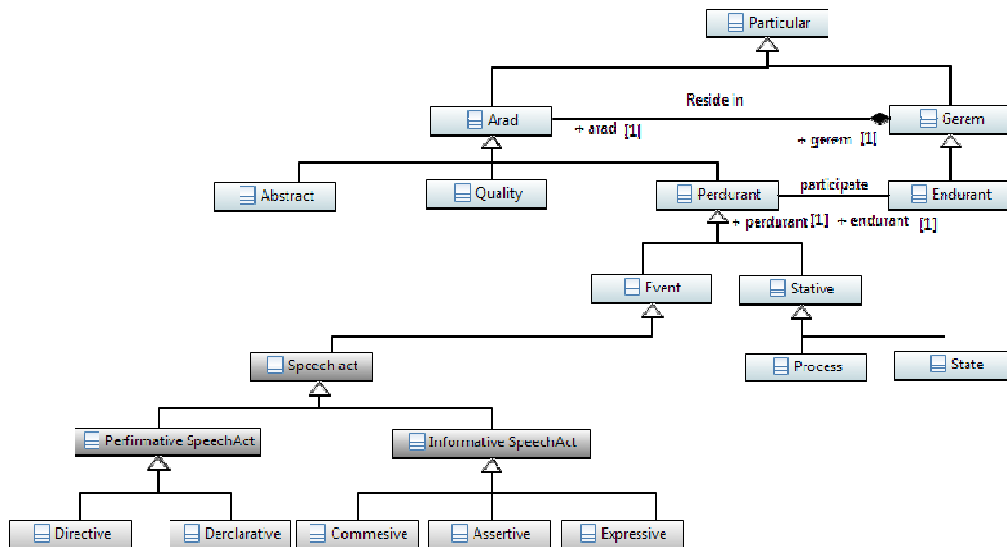 Particular
Reside in
Arad
Gerem
+ arad [1]
+ gerem [1]
Abstract
Quality
Perdurant
participate
Endurant
+ perdurant [1]
+ endurant [1]
Event
Stative
Speech act
Process
State
Perfirmative SpeechAct
Informative SpeechAct
Directive
Derclarative
Commesive
Assertive
Expressive